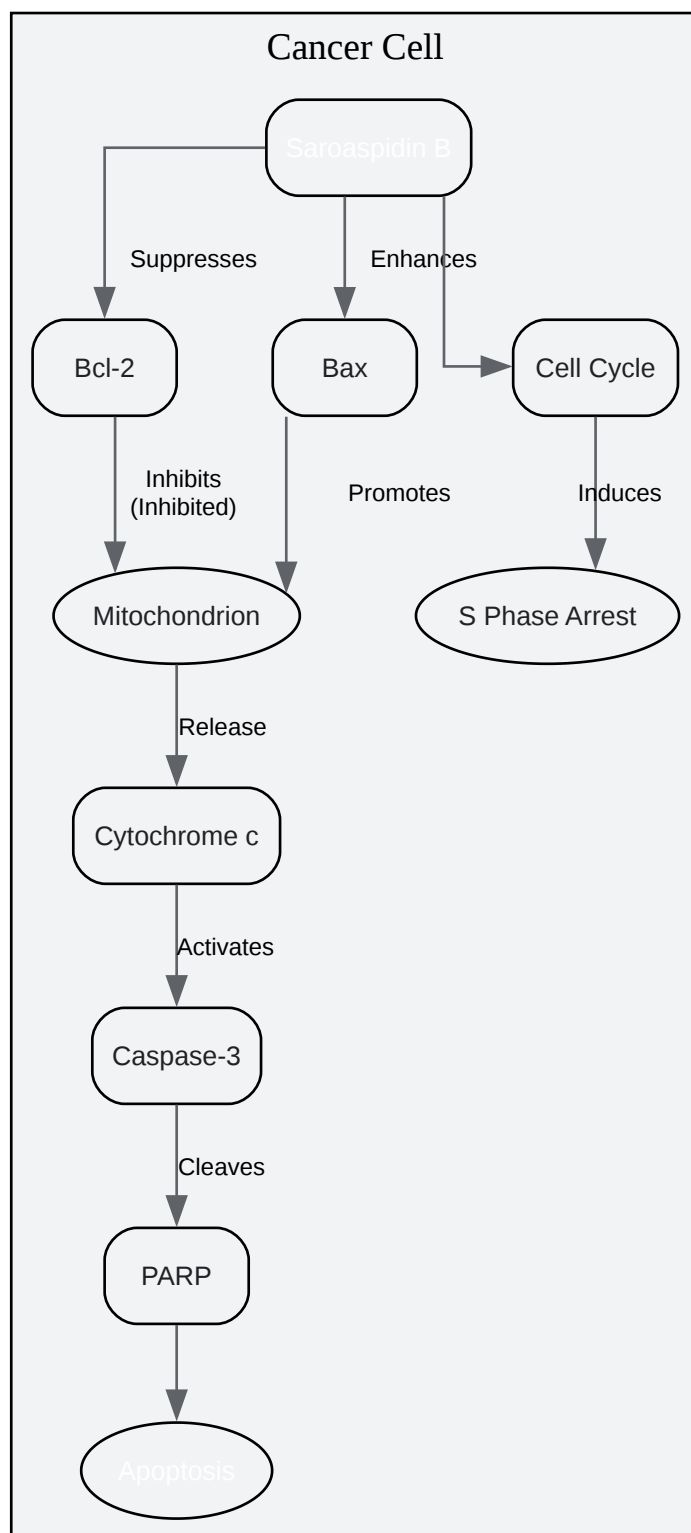 Cancer Cell
Saroaspidin B
Suppresses
Enhances
Bcl-2
Bax
Cell Cycle
Inhibits
(Inhibited)
Promotes
Induces
Mitochondrion
S Phase Arrest
Release
Cytochrome c
Activates
Caspase-3
Cleaves
PARP
Apoptosis